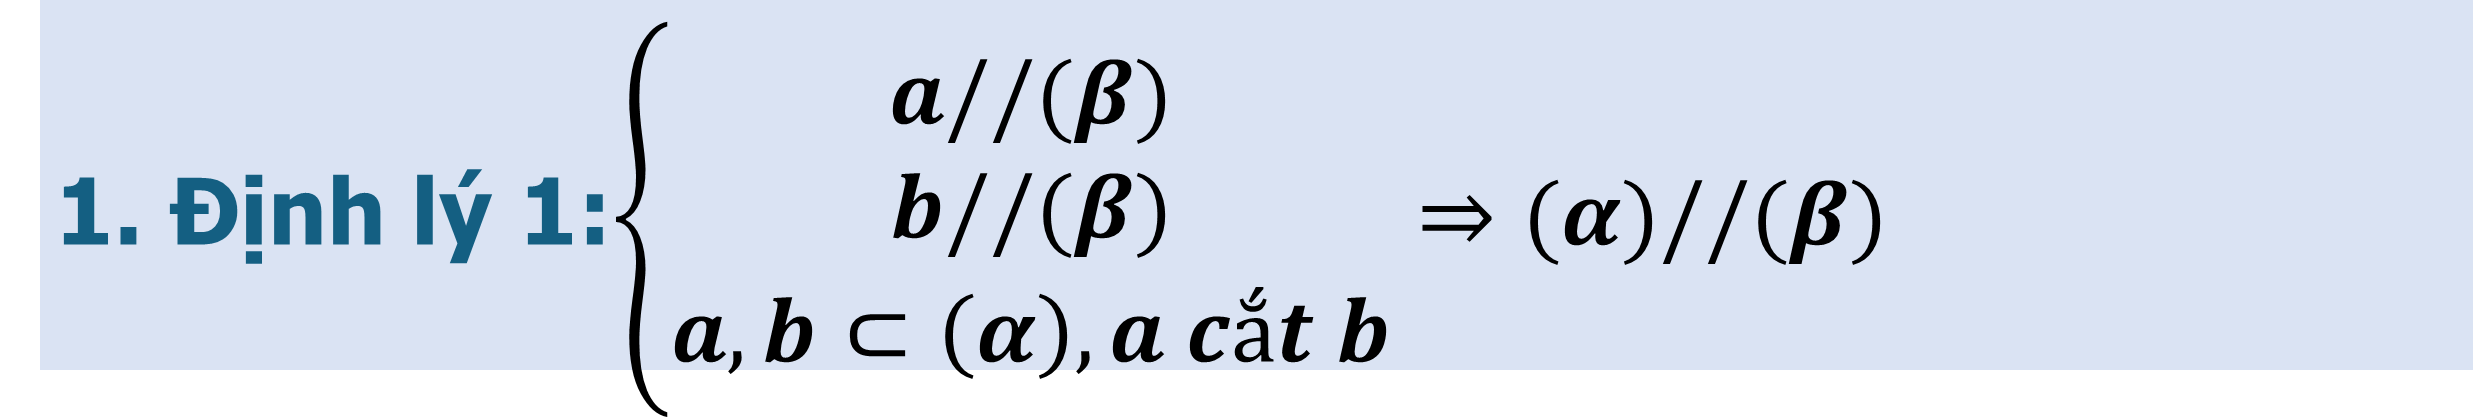 a//(β)
b//(β)
1. Định lý 1: ⇒ (α)//(β)
a, b ⊂ (α), a cắt b